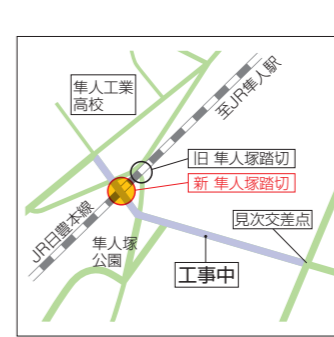 隼人工業
高校
至JR隼人駅
旧 隼人塚踏切
新 隼人塚踏切
見次交差点
JR日豊本線
隼人塚
公園
工事中